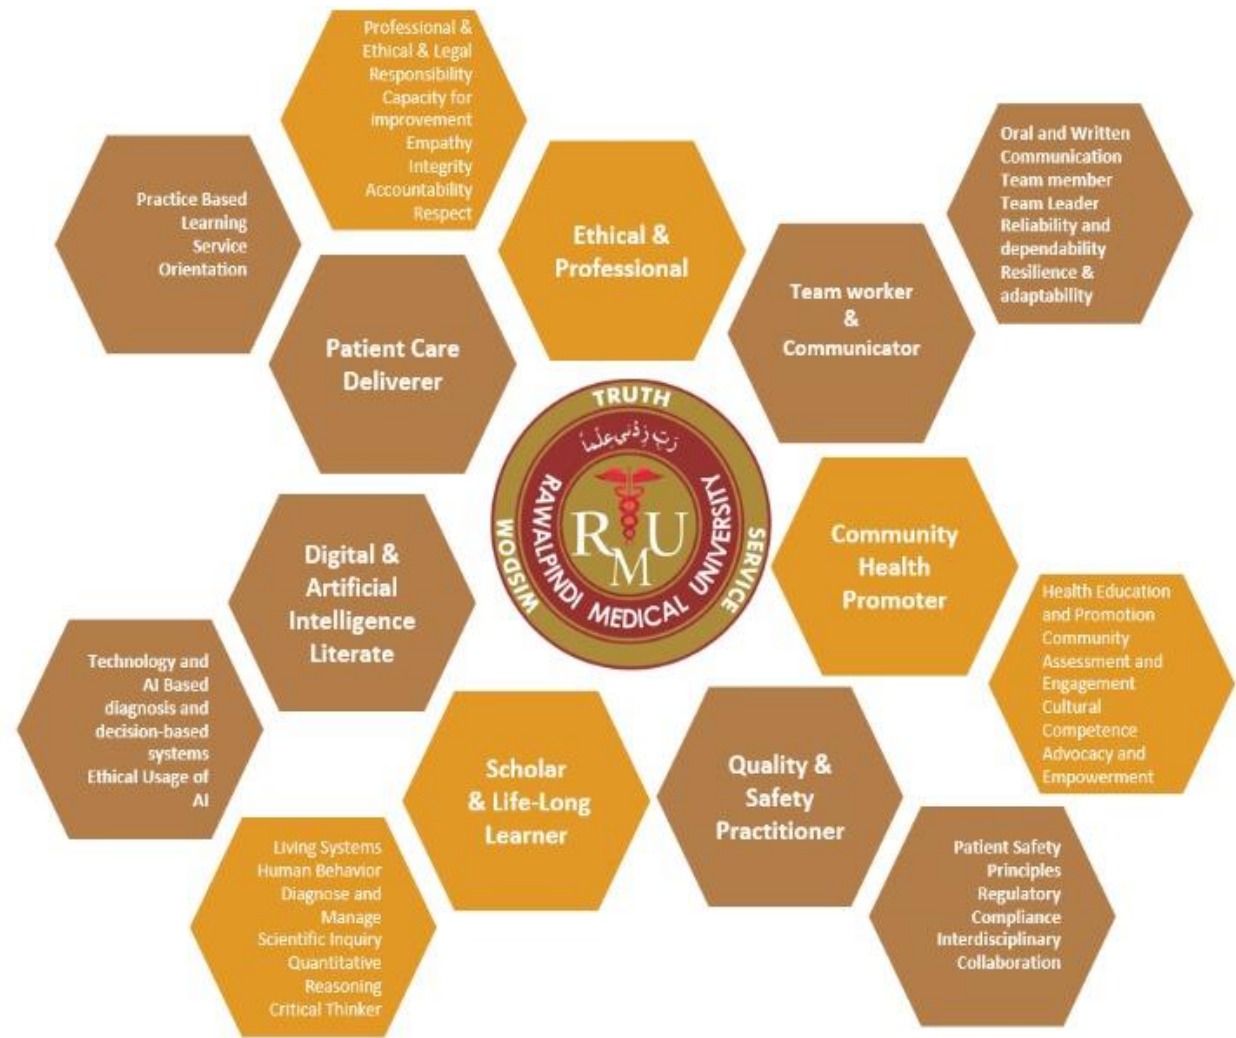 Professional &
Ethical & Legal
Responsibility
Capacity for
improvement
Empathy
Integrity
Accountability
Respect
Practice Based
Learning
Service
Orientation
Ethical &
Professional
Oral and Written
Communication
Team member
Team Leader
Reliability and
dependability
Resilience &
adaptability
Team worker
&
Communicator
Patient Care
Deliverer
TRUTH
WISDOM
SERVICE
رَبِّ زِدْنِي عِلْماً
RAWALPINDI MEDICAL UNIVERSITY
RMU
Digital &
Artificial
Intelligence
Literate
Community
Health
Promoter
Health Education
and Promotion
Community
Assessment and
Engagement
Cultural
Competence
Advocacy and
Empowerment
Technology and
AI Based
diagnosis and
decision-based
systems
Ethical Usage of
AI
Scholar
& Life-Long
Learner
Quality &
Safety
Practitioner
Living Systems
Human Behavior
Diagnose and
Manage
Scientific Inquiry
Quantitative
Reasoning
Critical Thinker
Patient Safety
Principles
Regulatory
Compliance
Interdisciplinary
Collaboration